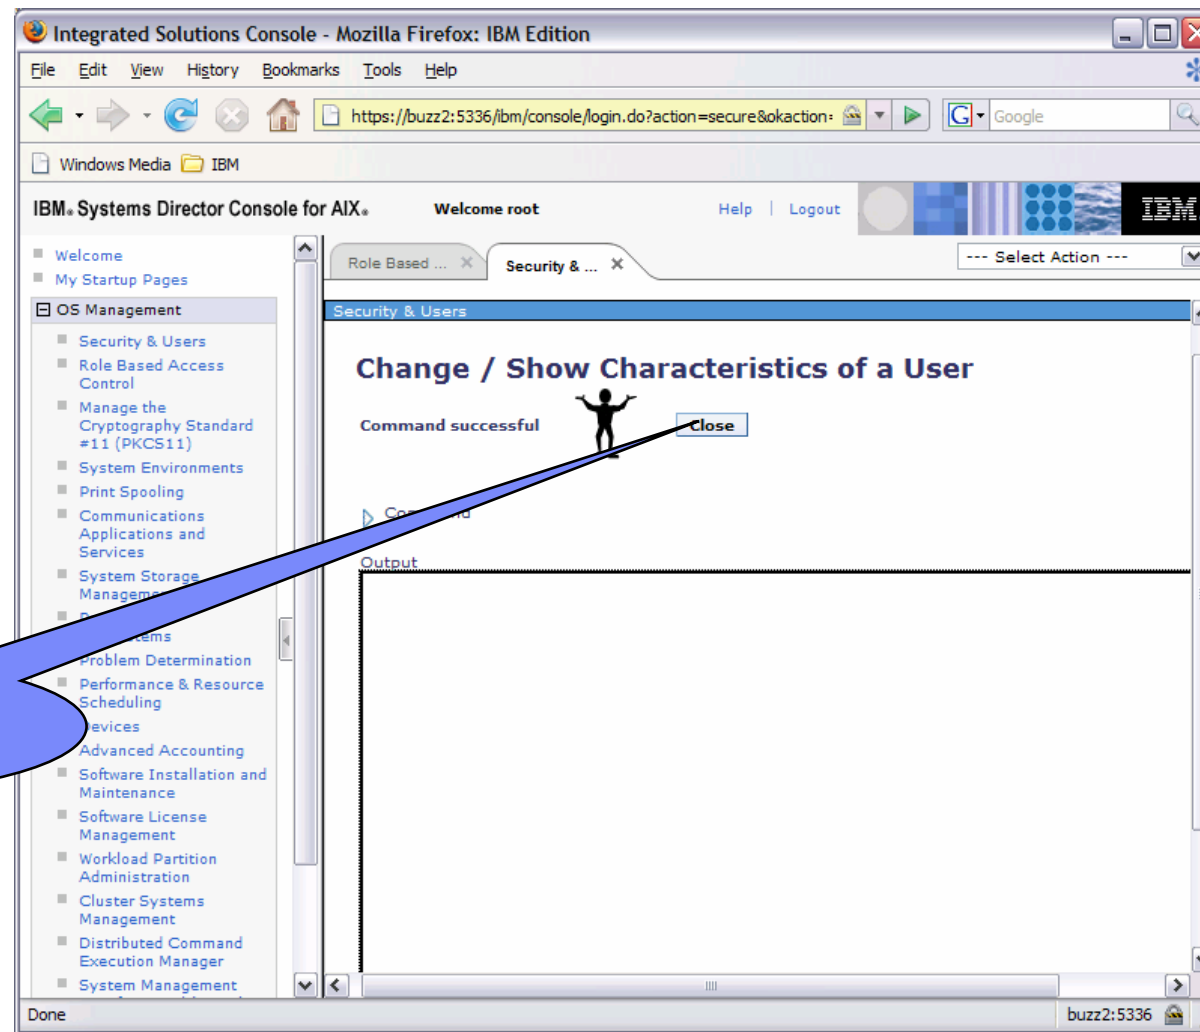 Integrated Solutions Console - Mozilla Firefox: IBM Edition
File Edit View History Bookmarks Tools Help
https://buzz2:5336/ibm/console/login.do?action=secure&okaction:
G Google
Windows Media IBM
IBM® Systems Director Console for AIX® Welcome root Help | Logout IBM
Welcome
My Startup Pages
OS Management
Security & Users
Role Based Access
Control
Manage the
Cryptography Standard
#11 (PKCS11)
System Environments
Print Spooling
Communications
Applications and
Services
System Storage
Problem Determination
Performance & Resource
Scheduling
Devices
Advanced Accounting
Software Installation and
Maintenance
Software License
Management
Workload Partition
Administration
Cluster Systems
Management
Distributed Command
Execution Manager
System Management
Role Based ... Security & ... --- Select Action ---
Security & Users
Change / Show Characteristics of a User
Command successful Close
Command
Output
Done buzz2:5336